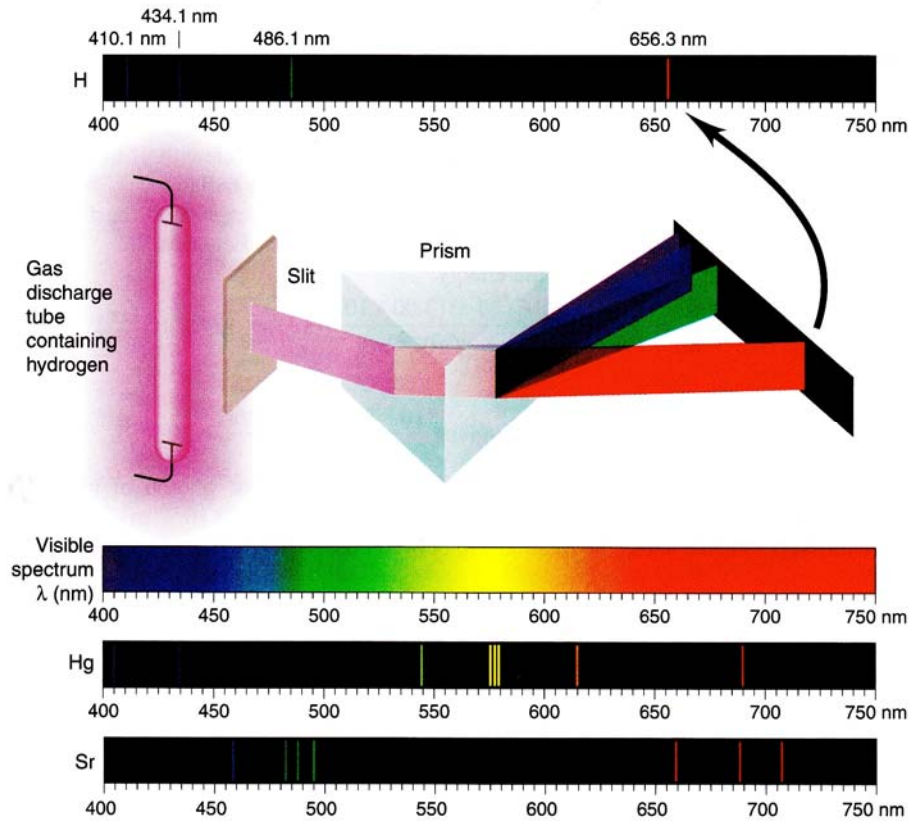 434.1 nm
410.1 nm 486.1 nm 656.3 nm
H
400 450 500 550 600 650 700 750 nm
Gas
discharge
tube
containing
hydrogen
Slit
Prism
Visible
spectrum
λ (nm)
400 450 500 550 600 650 700 750 nm
Hg
400 450 500 550 600 650 700 750 nm
Sr
400 450 500 550 600 650 700 750 nm